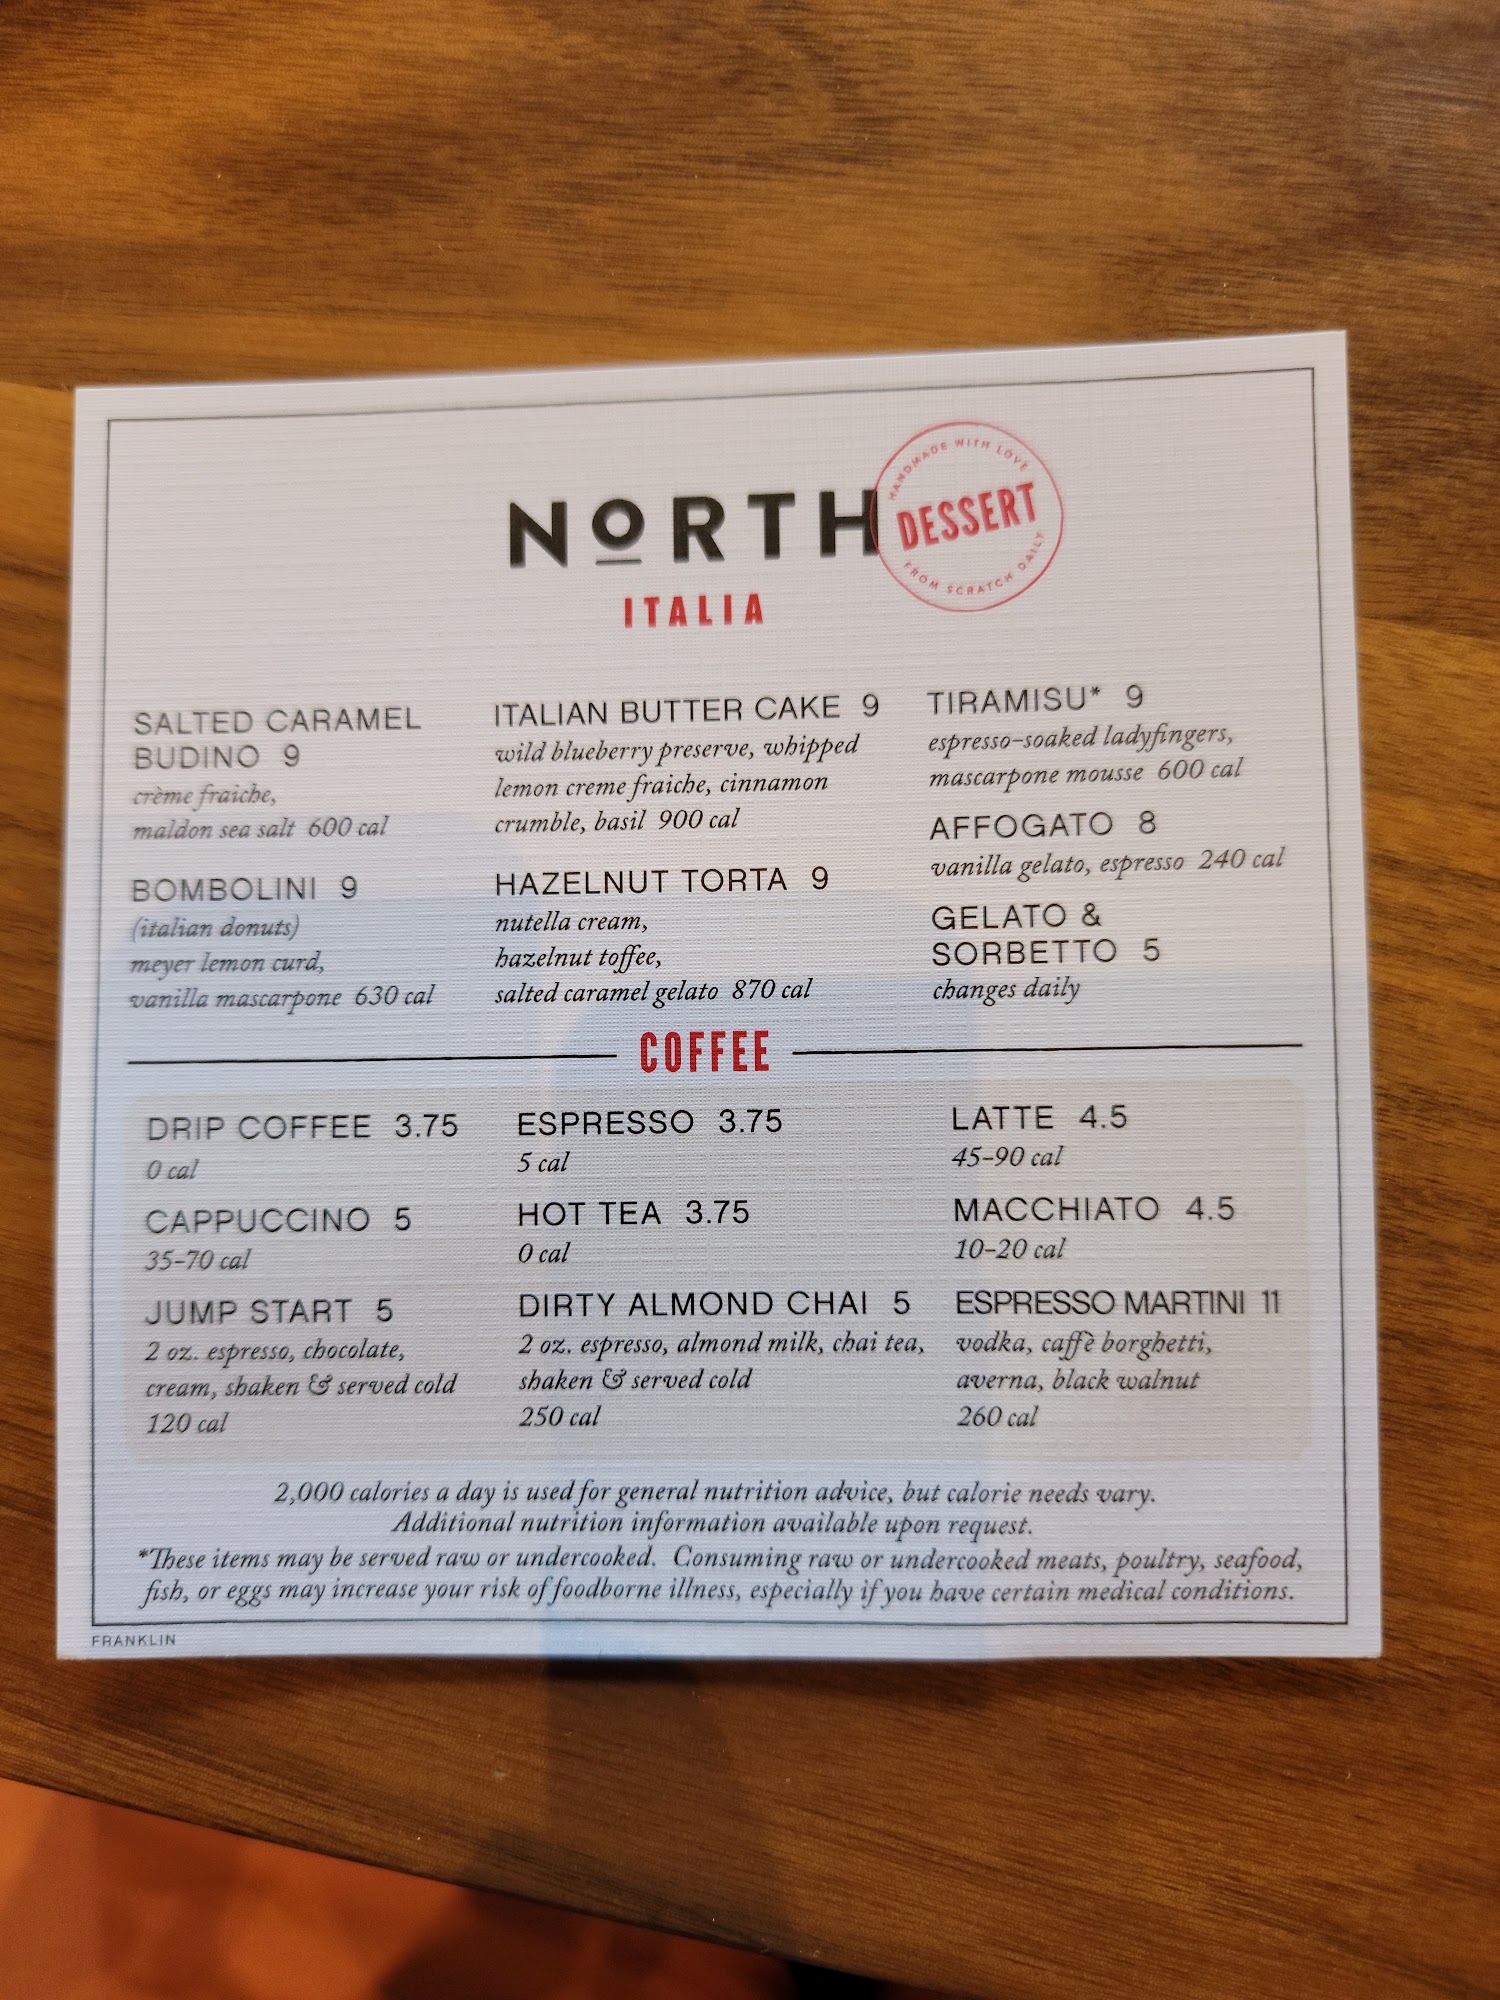 NORTH
ITALIA
HANDMADE WITH LOVE
DESSERT
FROM SCRATCH DAILY
SALTED CARAMEL
BUDINO 9
crème fraiche,
maldon sea salt 600 cal
BOMBOLINI 9
(italian donuts)
meyer lemon curd,
vanilla mascarpone 630 cal
ITALIAN BUTTER CAKE 9
wild blueberry preserve, whipped
lemon creme fraiche, cinnamon
crumble, basil 900 cal
HAZELNUT TORTA 9
nutella cream,
hazelnut toffee,
salted caramel gelato 870 cal
TIRAMISU* 9
espresso-soaked ladyfingers,
mascarpone mousse 600 cal
AFFOGATO 8
vanilla gelato, espresso 240 cal
GELATO &
SORBETTO 5
changes daily
COFFEE
DRIP COFFEE 3.75
0 cal
CAPPUCCINO 5
35-70 cal
JUMP START 5
2 oz. espresso, chocolate,
cream, shaken & served cold
120 cal
ESPRESSO 3.75
5 cal
HOT TEA 3.75
0 cal
DIRTY ALMOND CHAI 5
2 oz. espresso, almond milk, chai tea,
shaken & served cold
250 cal
LATTE 4.5
45-90 cal
MACCHIATO 4.5
10-20 cal
ESPRESSO MARTINI 11
vodka, caffè borghetti,
averna, black walnut
260 cal
2,000 calories a day is used for general nutrition advice, but calorie needs vary.
Additional nutrition information available upon request.
*These items may be served raw or undercooked. Consuming raw or undercooked meats, poultry, seafood,
fish, or eggs may increase your risk of foodborne illness, especially if you have certain medical conditions.
FRANKLIN